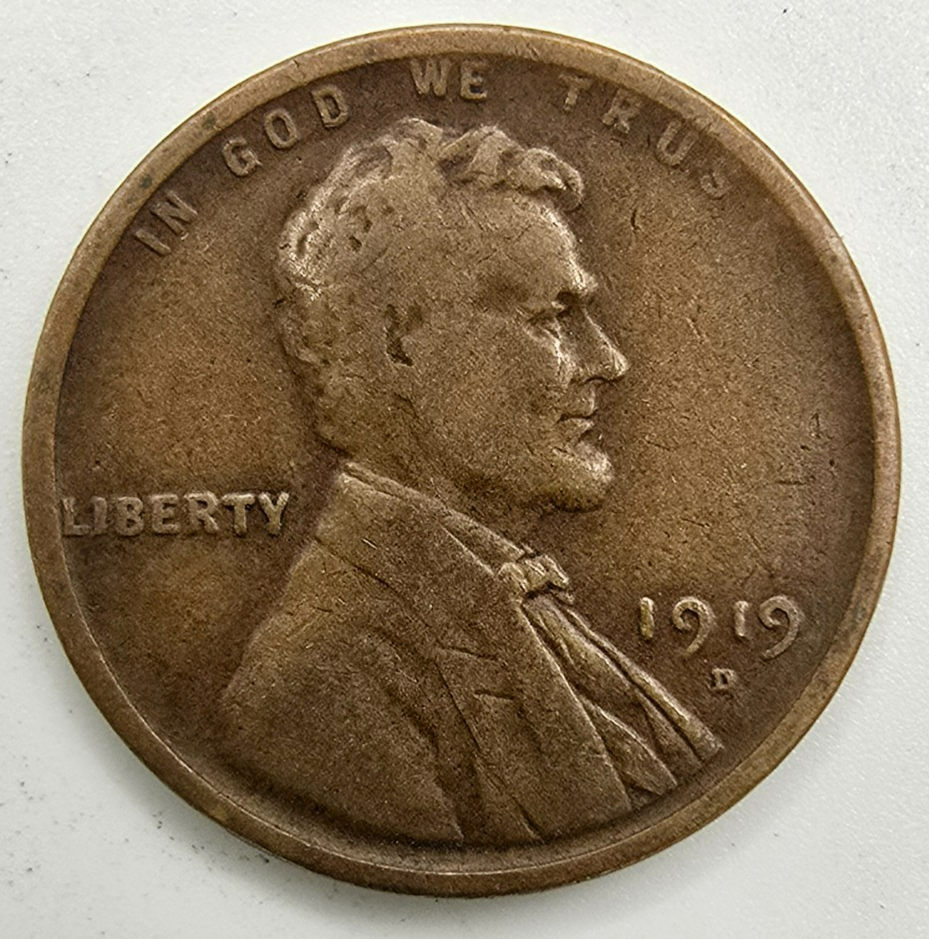 IN GOD WE TRUS
LIBERTY
1919
D